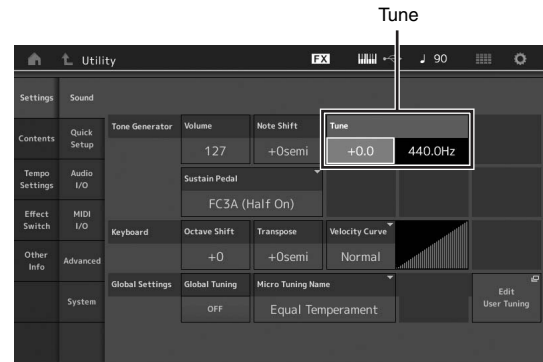 Tune
Utility FX 90
Settings Sound
Tone Generator Volume Note Shift Tune
127 +0semi +0.0 440.0Hz
Contents Quick Setup
Sustain Pedal
FC3A (Half On)
Tempo Settings Audio I/O
Effect Switch MIDI I/O
Keyboard Octave Shift Transpose Velocity Curve
+0 +0semi Normal
Other Info Advanced
Global Settings Global Tuning Micro Tuning Name
OFF Equal Temperament
Edit User Tuning
System